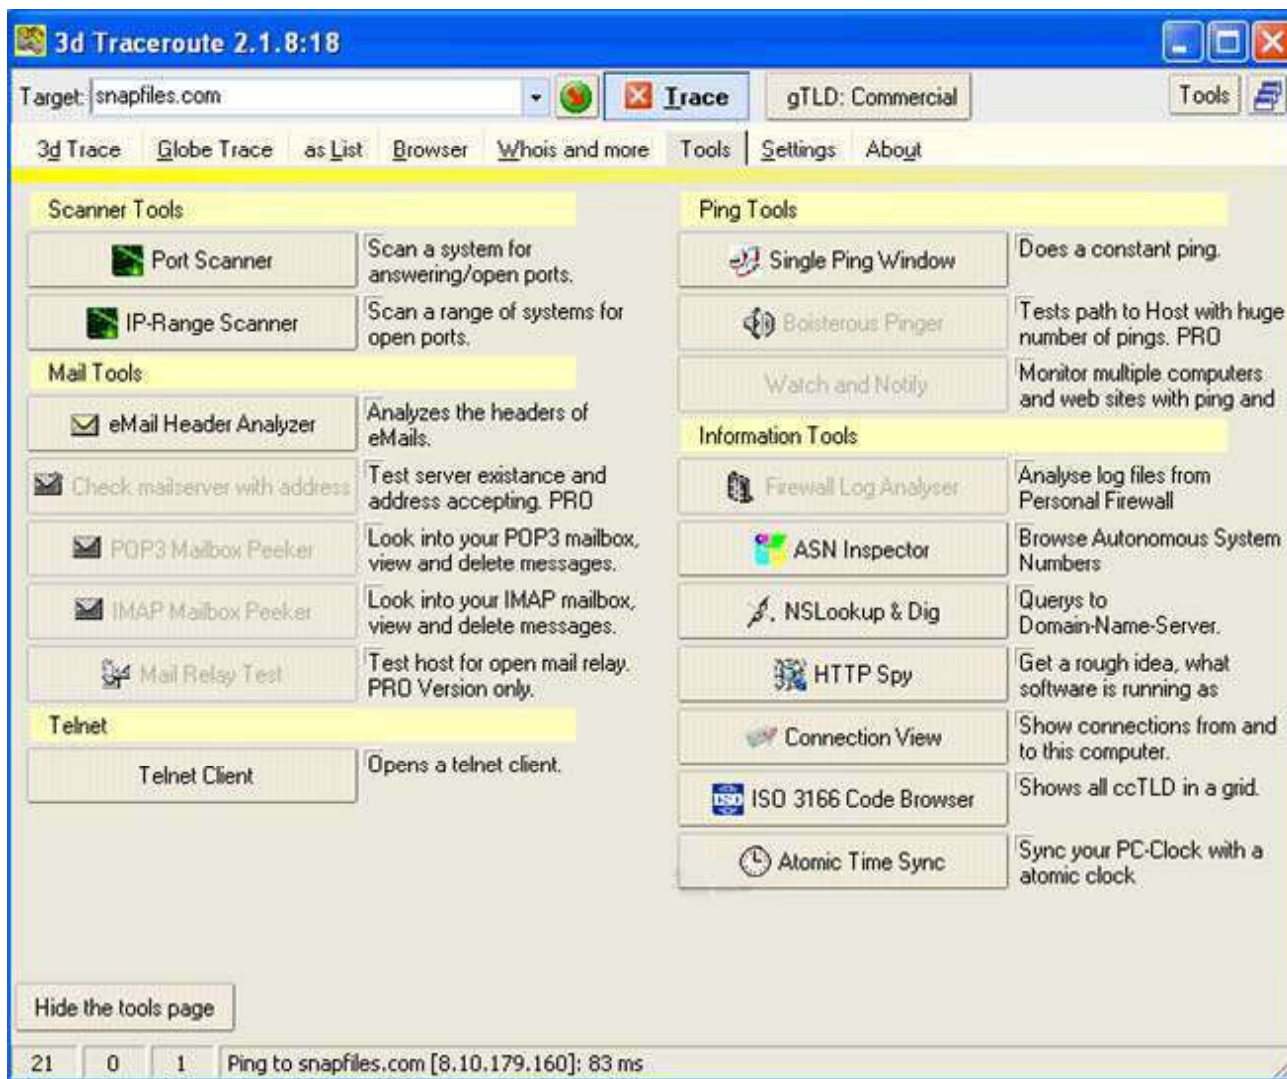 3d Traceroute 2.1.8:18
Target: snapfiles.com
Trace
gTLD: Commercial
Tools
3d Trace Globe Trace as List Browser Whois and more Tools Settings About
Scanner Tools
Port Scanner
Scan a system for
answering/open ports.
IP-Range Scanner
Scan a range of systems for
open ports.
Mail Tools
eMail Header Analyzer
Analyzes the headers of
eMails.
Check mailserver with address
Test server existance and
address accepting. PRO
POP3 Mailbox Peeker
Look into your POP3 mailbox,
view and delete messages.
IMAP Mailbox Peeker
Look into your IMAP mailbox,
view and delete messages.
Mail Relay Test
Test host for open mail relay.
PRO Version only.
Telnet
Telnet Client
Opens a telnet client.
Ping Tools
Single Ping Window
Does a constant ping.
Boisterous Pinger
Tests path to Host with huge
number of pings. PRO
Watch and Notify
Monitor multiple computers
and web sites with ping and
Information Tools
Firewall Log Analyser
Analyse log files from
Personal Firewall
ASN Inspector
Browse Autonomous System
Numbers
NSLookup & Dig
Querys to
Domain-Name-Server.
HTTP Spy
Get a rough idea, what
software is running as
Connection View
Show connections from and
to this computer.
ISO
ISO 3166 Code Browser
Shows all ccTLD in a grid.
Atomic Time Sync
Sync your PC-Clock with a
atomic clock
Hide the tools page
21 0 1 Ping to snapfiles.com [8.10.179.160]: 83 ms